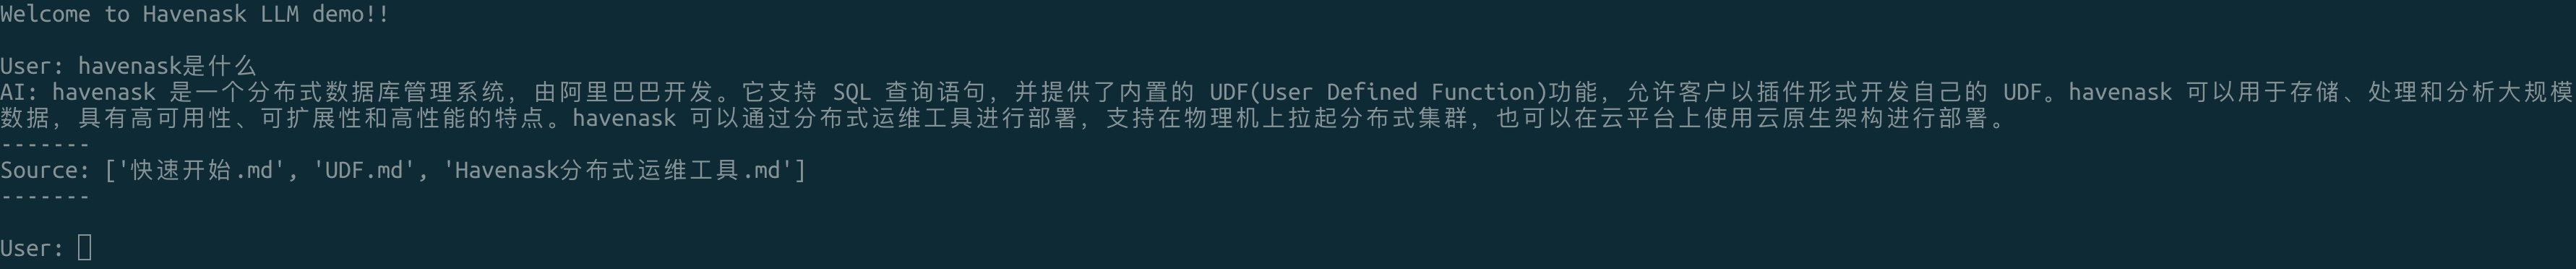 Welcome to Havenask LLM demo!!
User: havenask是什么
AI: havenask 是一个分布式数据库管理系统，由阿里巴巴开发。它支持 SQL 查询语句，并提供了内置的 UDF(User Defined Function)功能，允许客户以插件形式开发自己的 UDF。havenask 可以用于存储、处理和分析大规模
数据，具有高可用性、可扩展性和高性能的特点。havenask 可以通过分布式运维工具进行部署，支持在物理机上拉起分布式集群，也可以在云平台上使用云原生架构进行部署。
-------
Source: ['快速开始.md', 'UDF.md', 'Havenask分布式运维工具.md']
-------
User: